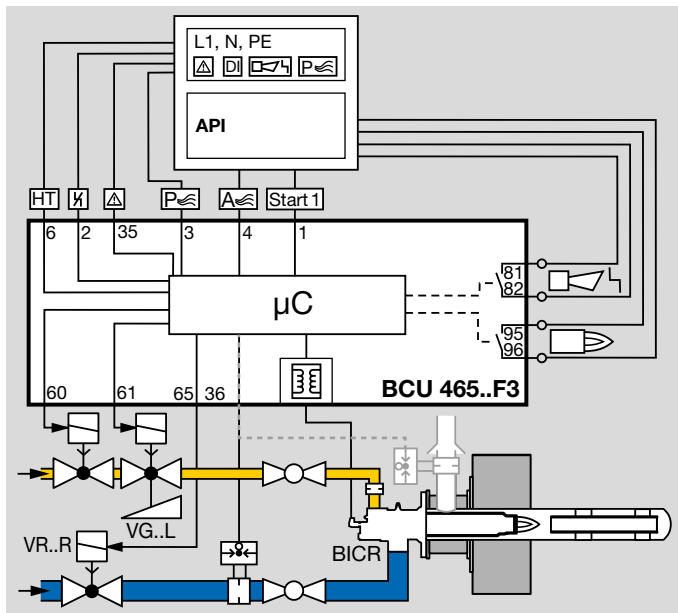 L1, N, PE
DI P
API
HT P A Start 1
6 2 35 3 4 1
81
82
µC
95
96
60 61 65 36 BCU 465..F3
VG..L
VR..R
BICR